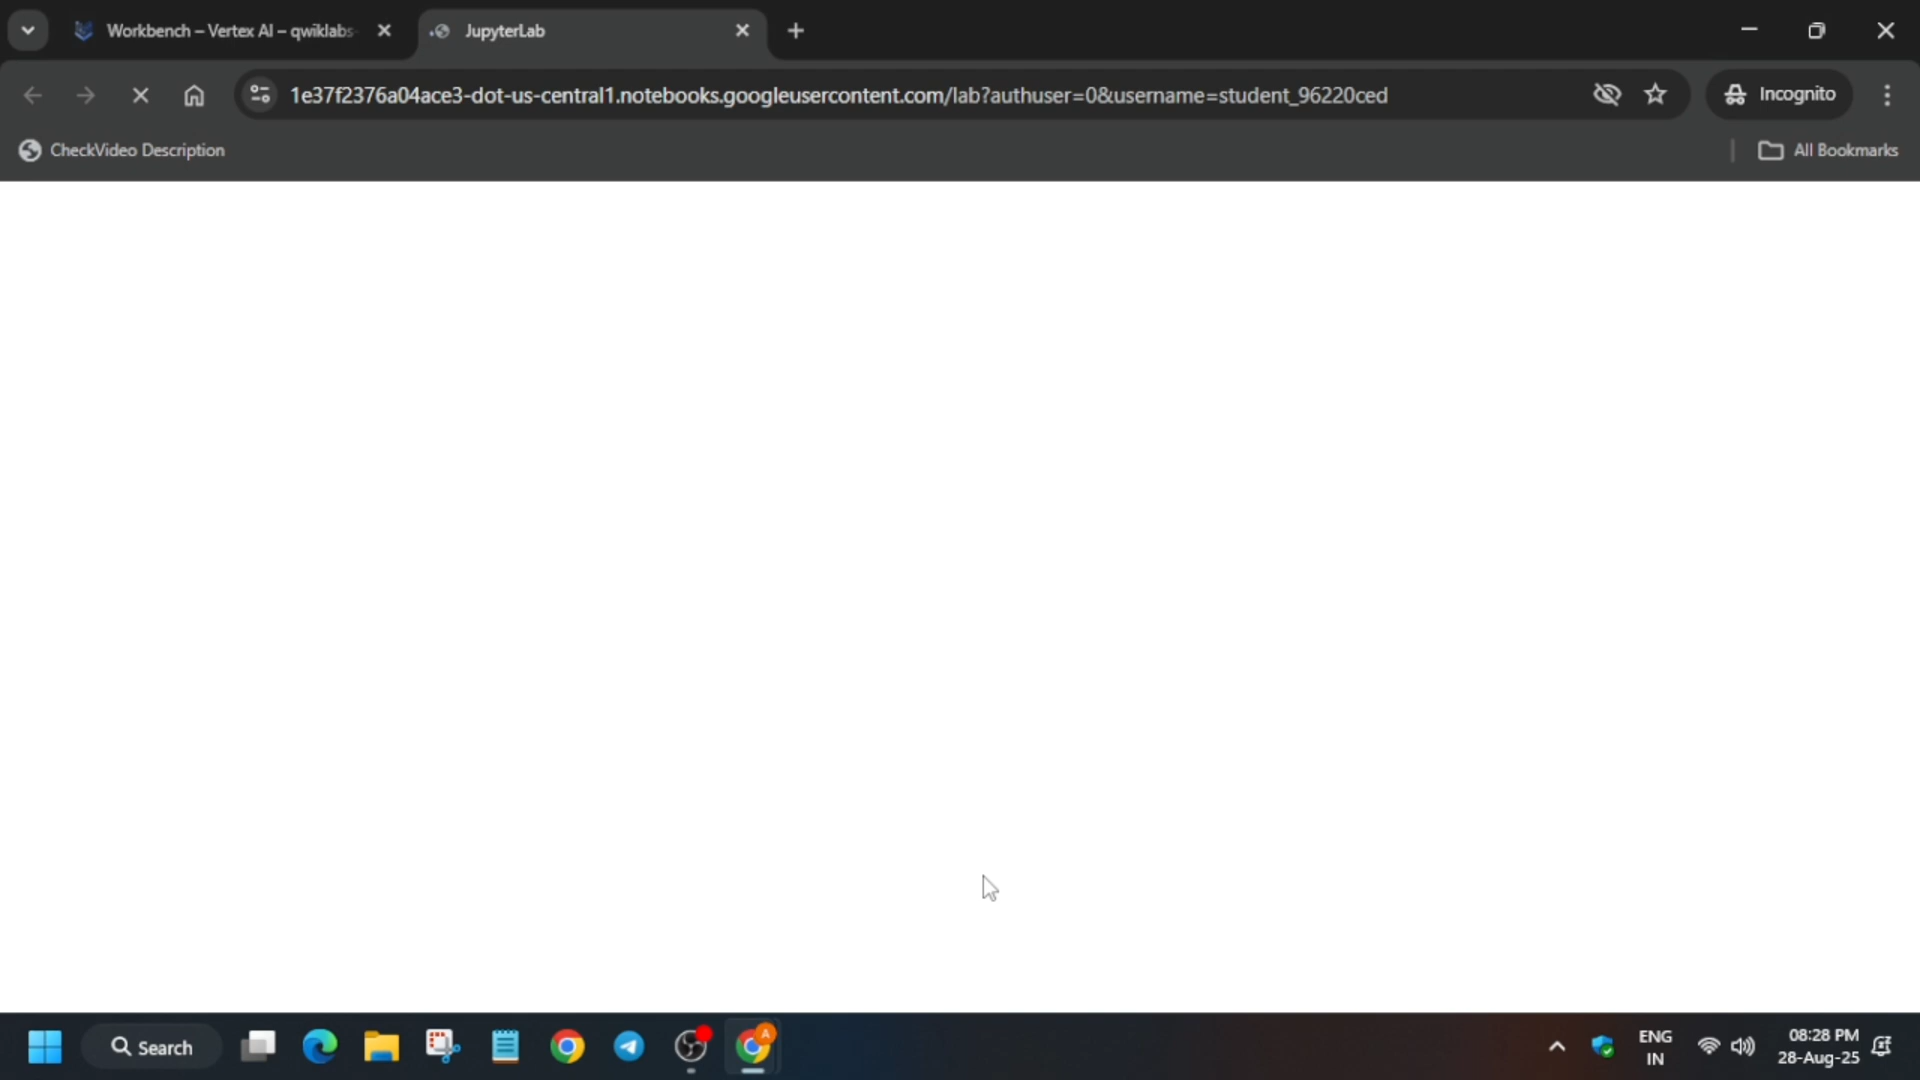 Workbench – Vertex AI – qwiklabs-
JupyterLab
1e37f2376a04ace3-dot-us-central1.notebooks.googleusercontent.com/lab?authuser=0&username=student_96220ced
Incognito
CheckVideo Description
All Bookmarks
Search
A
ENG
IN
08:28 PM
28-Aug-25